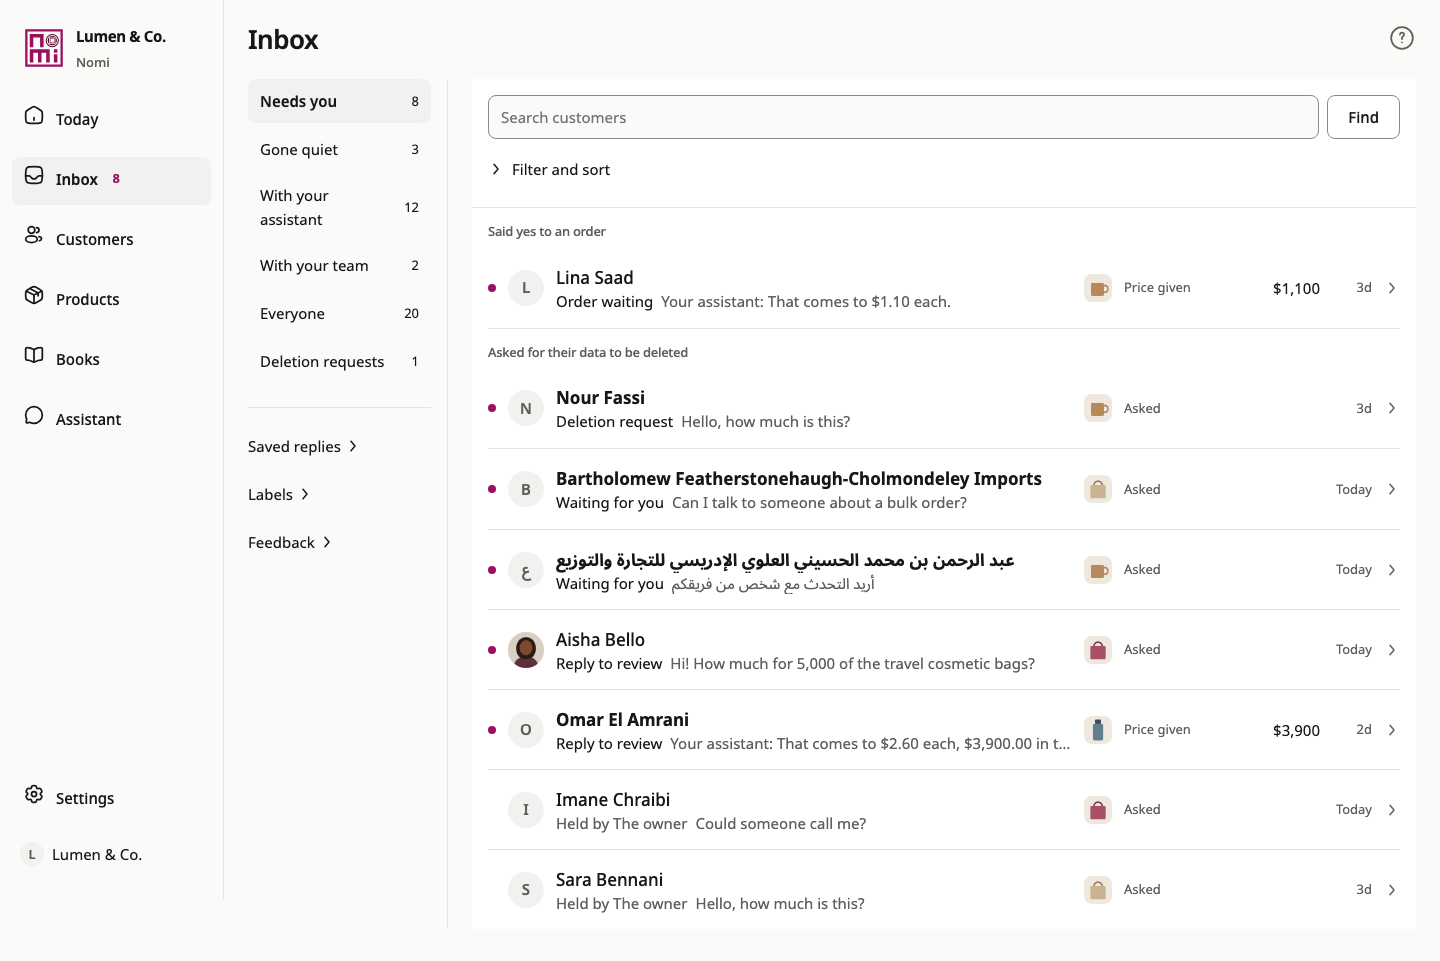 nomi
Lumen & Co.
Nomi
Today
Inbox 8
Customers
Products
Books
Assistant
Settings
L Lumen & Co.
Inbox
Needs you 8
Gone quiet 3
With your
assistant 12
With your team 2
Everyone 20
Deletion requests 1
Saved replies
Labels
Feedback
?
Search customers
Find
Filter and sort
Said yes to an order
L
Lina Saad
Order waiting Your assistant: That comes to $1.10 each.
Price given $1,100 3d
Asked for their data to be deleted
N
Nour Fassi
Deletion request Hello, how much is this?
Asked 3d
B
Bartholomew Featherstonehaugh-Cholmondeley Imports
Waiting for you Can I talk to someone about a bulk order?
Asked Today
ع
عبد الرحمن بن محمد الحسيني العلوي الإدريسي للتجارة والتوزيع
Waiting for you أريد التحدث مع شخص من فريقكم
Asked Today
Aisha Bello
Reply to review Hi! How much for 5,000 of the travel cosmetic bags?
Asked Today
O
Omar El Amrani
Reply to review Your assistant: That comes to $2.60 each, $3,900.00 in t...
Price given $3,900 2d
I
Imane Chraibi
Held by The owner Could someone call me?
Asked Today
S
Sara Bennani
Held by The owner Hello, how much is this?
Asked 3d